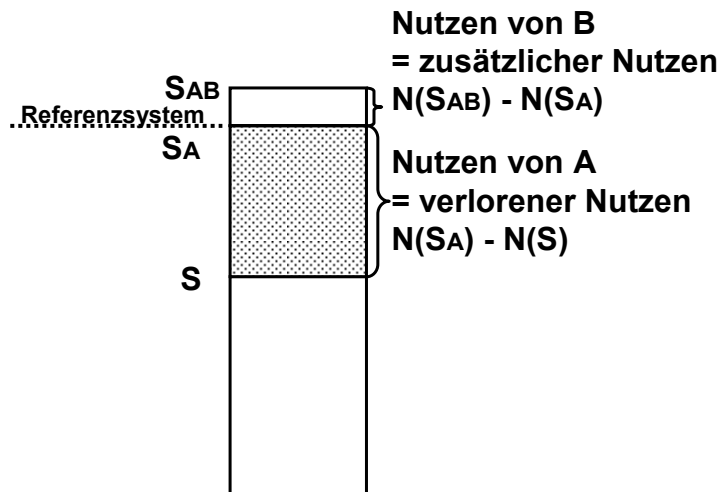 Nutzen von B
= zusätzlicher Nutzen
N(SAB) - N(SA)
SAB
Referenzsystem
SA
Nutzen von A
= verlorener Nutzen
N(SA) - N(S)
S